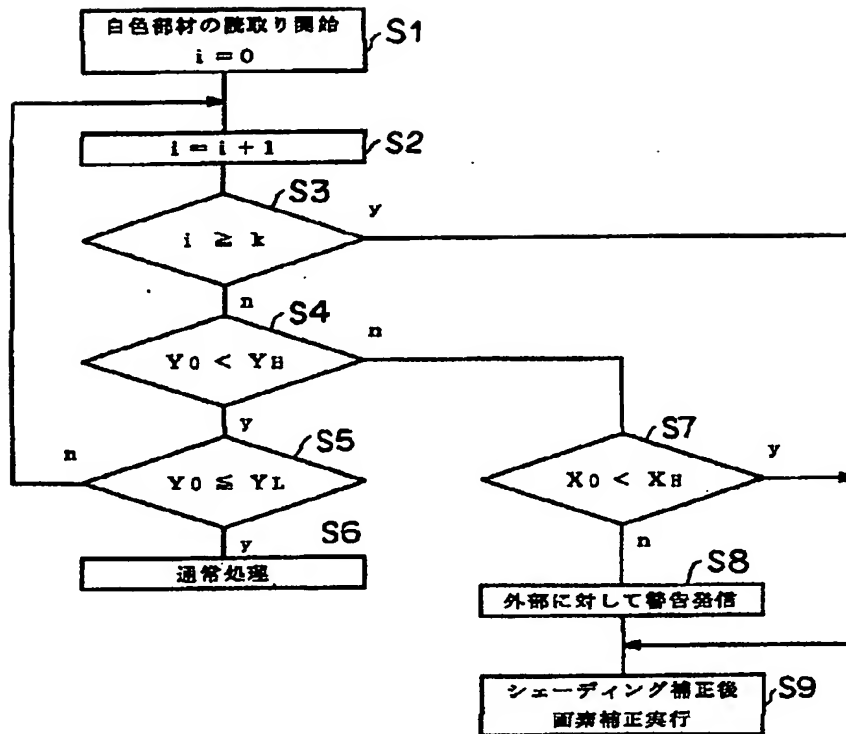 白色部材の読取り開始
i = 0
S1
i = i + 1
S2
S3
y
i ≥ k
n
S4
n
Y0 < YH
y
S5
n
Y0 ≦ YL
y
S6
通常処理
S7
y
X0 < XH
n
S8
外部に対して警告発信
シェーディング補正後
画素補正実行
S9